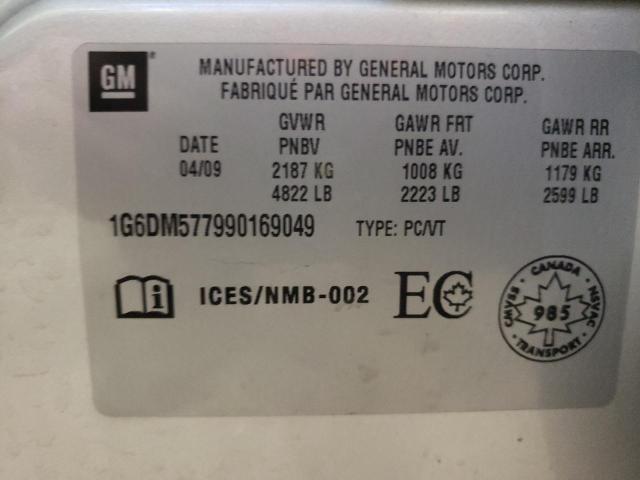 GM
MANUFACTURED BY GENERAL MOTORS CORP.
FABRIQUÉ PAR GENERAL MOTORS CORP.
GVWR GAWR FRT GAWR RR
DATE PNBV PNBE AV. PNBE ARR.
04/09 2187 KG 1008 KG 1179 KG
4822 LB 2223 LB 2599 LB
1G6DM577990169049 TYPE: PC/VT
i ICES/NMB-002 EC
CANADA
CMVSS 985 NSVAC
TRANSPORT